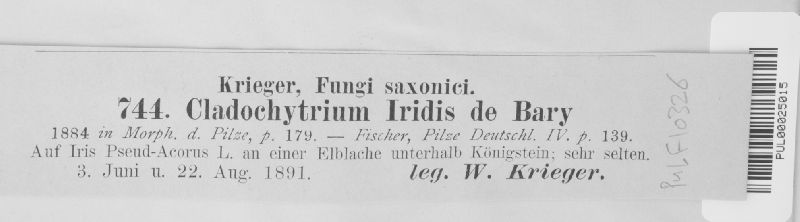 Krieger, Fungi saxonici.
744. Cladochytrium Iridis de Bary
1884 in Morph. d. Pilze, p. 179. — Fischer, Pilze Deutschl. IV. p. 139.
Auf Iris Pseud-Acorus L. an einer Elblache unterhalb Königstein; sehr selten.
3. Juni u. 22. Aug. 1891. leg. W. Krieger.
PUL F10326
PUL00025015